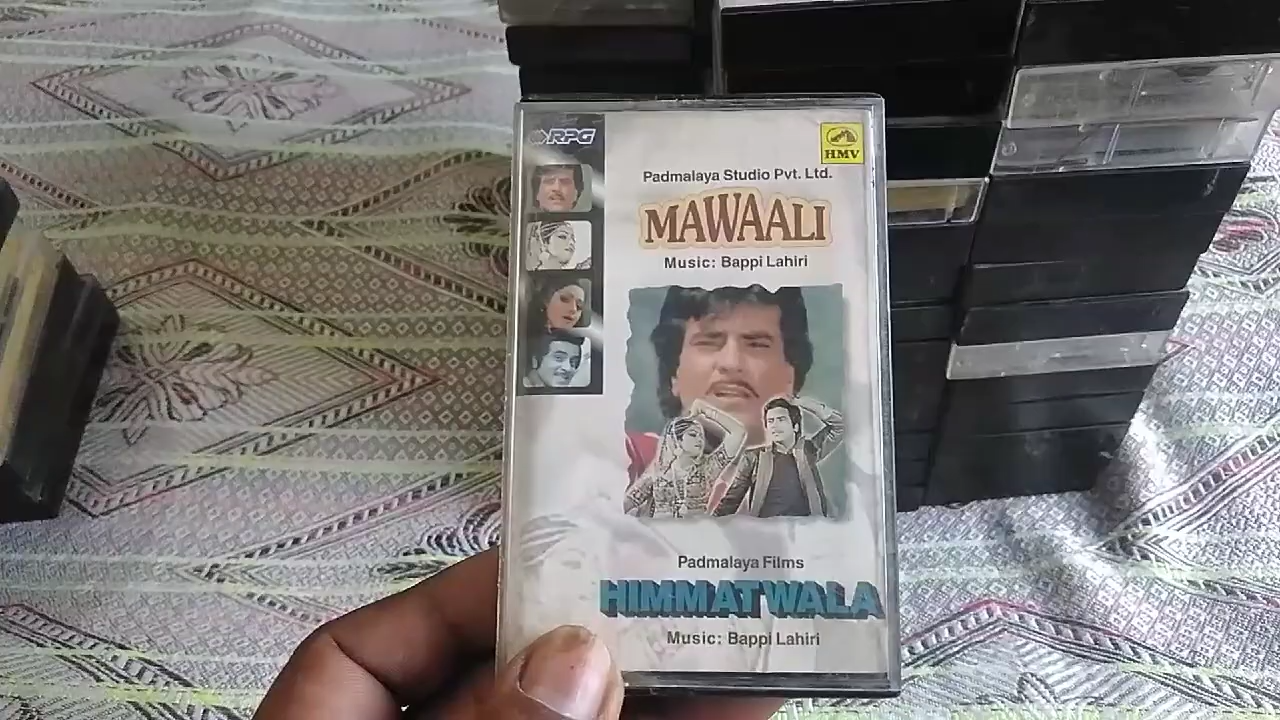 RPG
HMV
Padmalaya Studio Pvt. Ltd.
MAWAALI
Music: Bappi Lahiri
Padmalaya Films
HIMMATWALA
Music: Bappi Lahiri